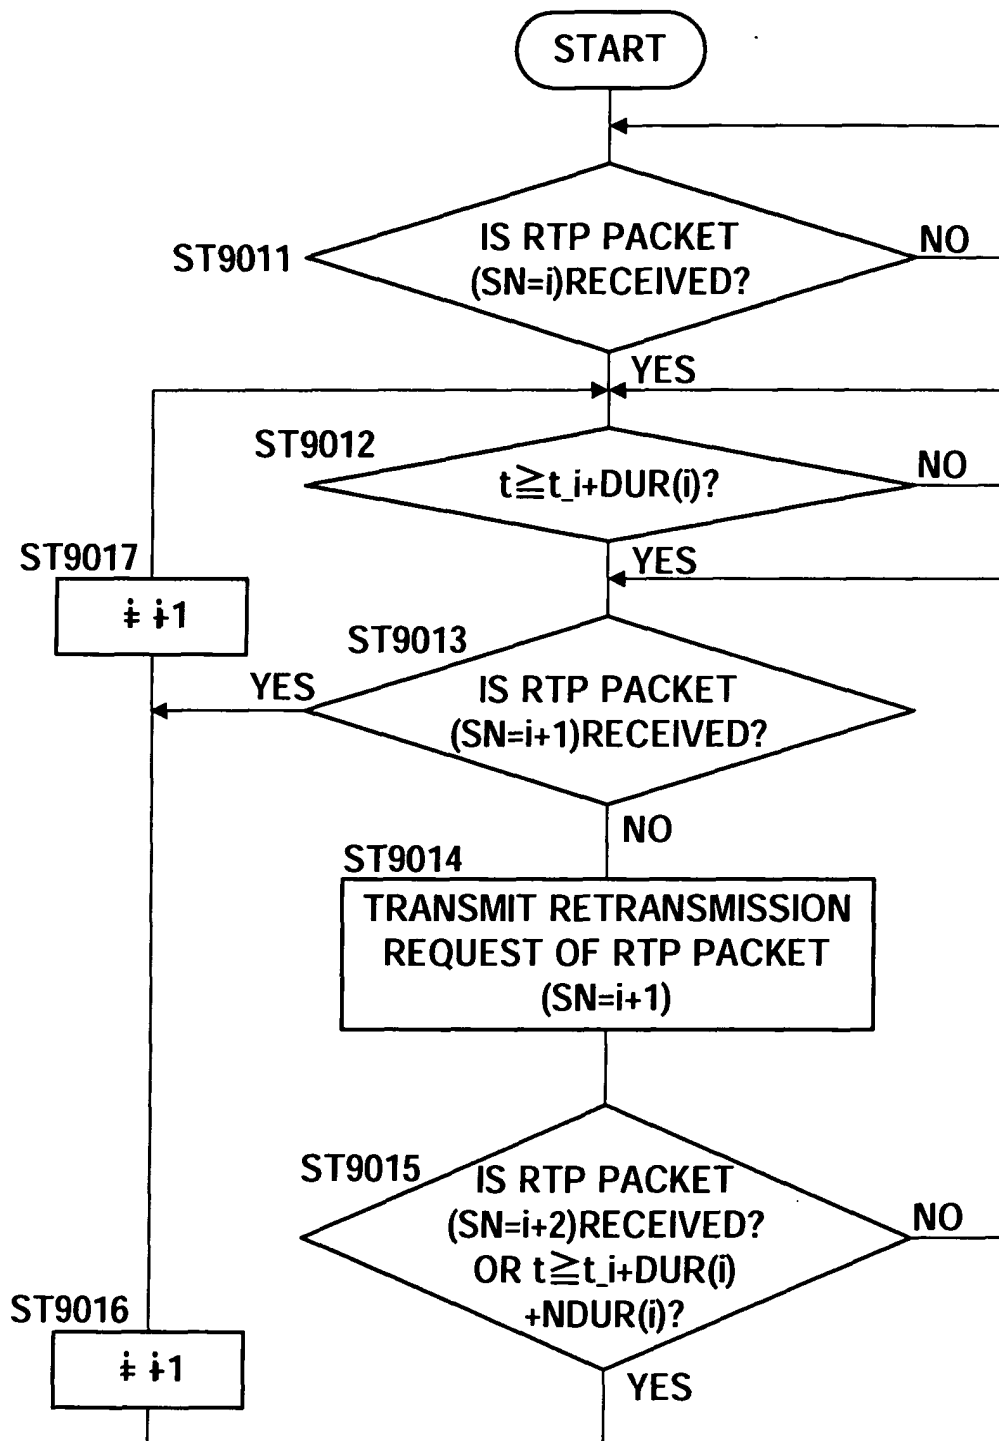 START
IS RTP PACKET
(SN=i)RECEIVED?
ST9011
NO
YES
ST9012
t≧t_i+DUR(i)?
NO
YES
ST9017
ST9013
IS RTP PACKET
(SN=i+1)RECEIVED?
YES
NO
ST9014
TRANSMIT RETRANSMISSION
REQUEST OF RTP PACKET
(SN=i+1)
ST9015
IS RTP PACKET
(SN=i+2)RECEIVED?
OR t≧t_i+DUR(i)
+NDUR(i)?
NO
YES
ST9016